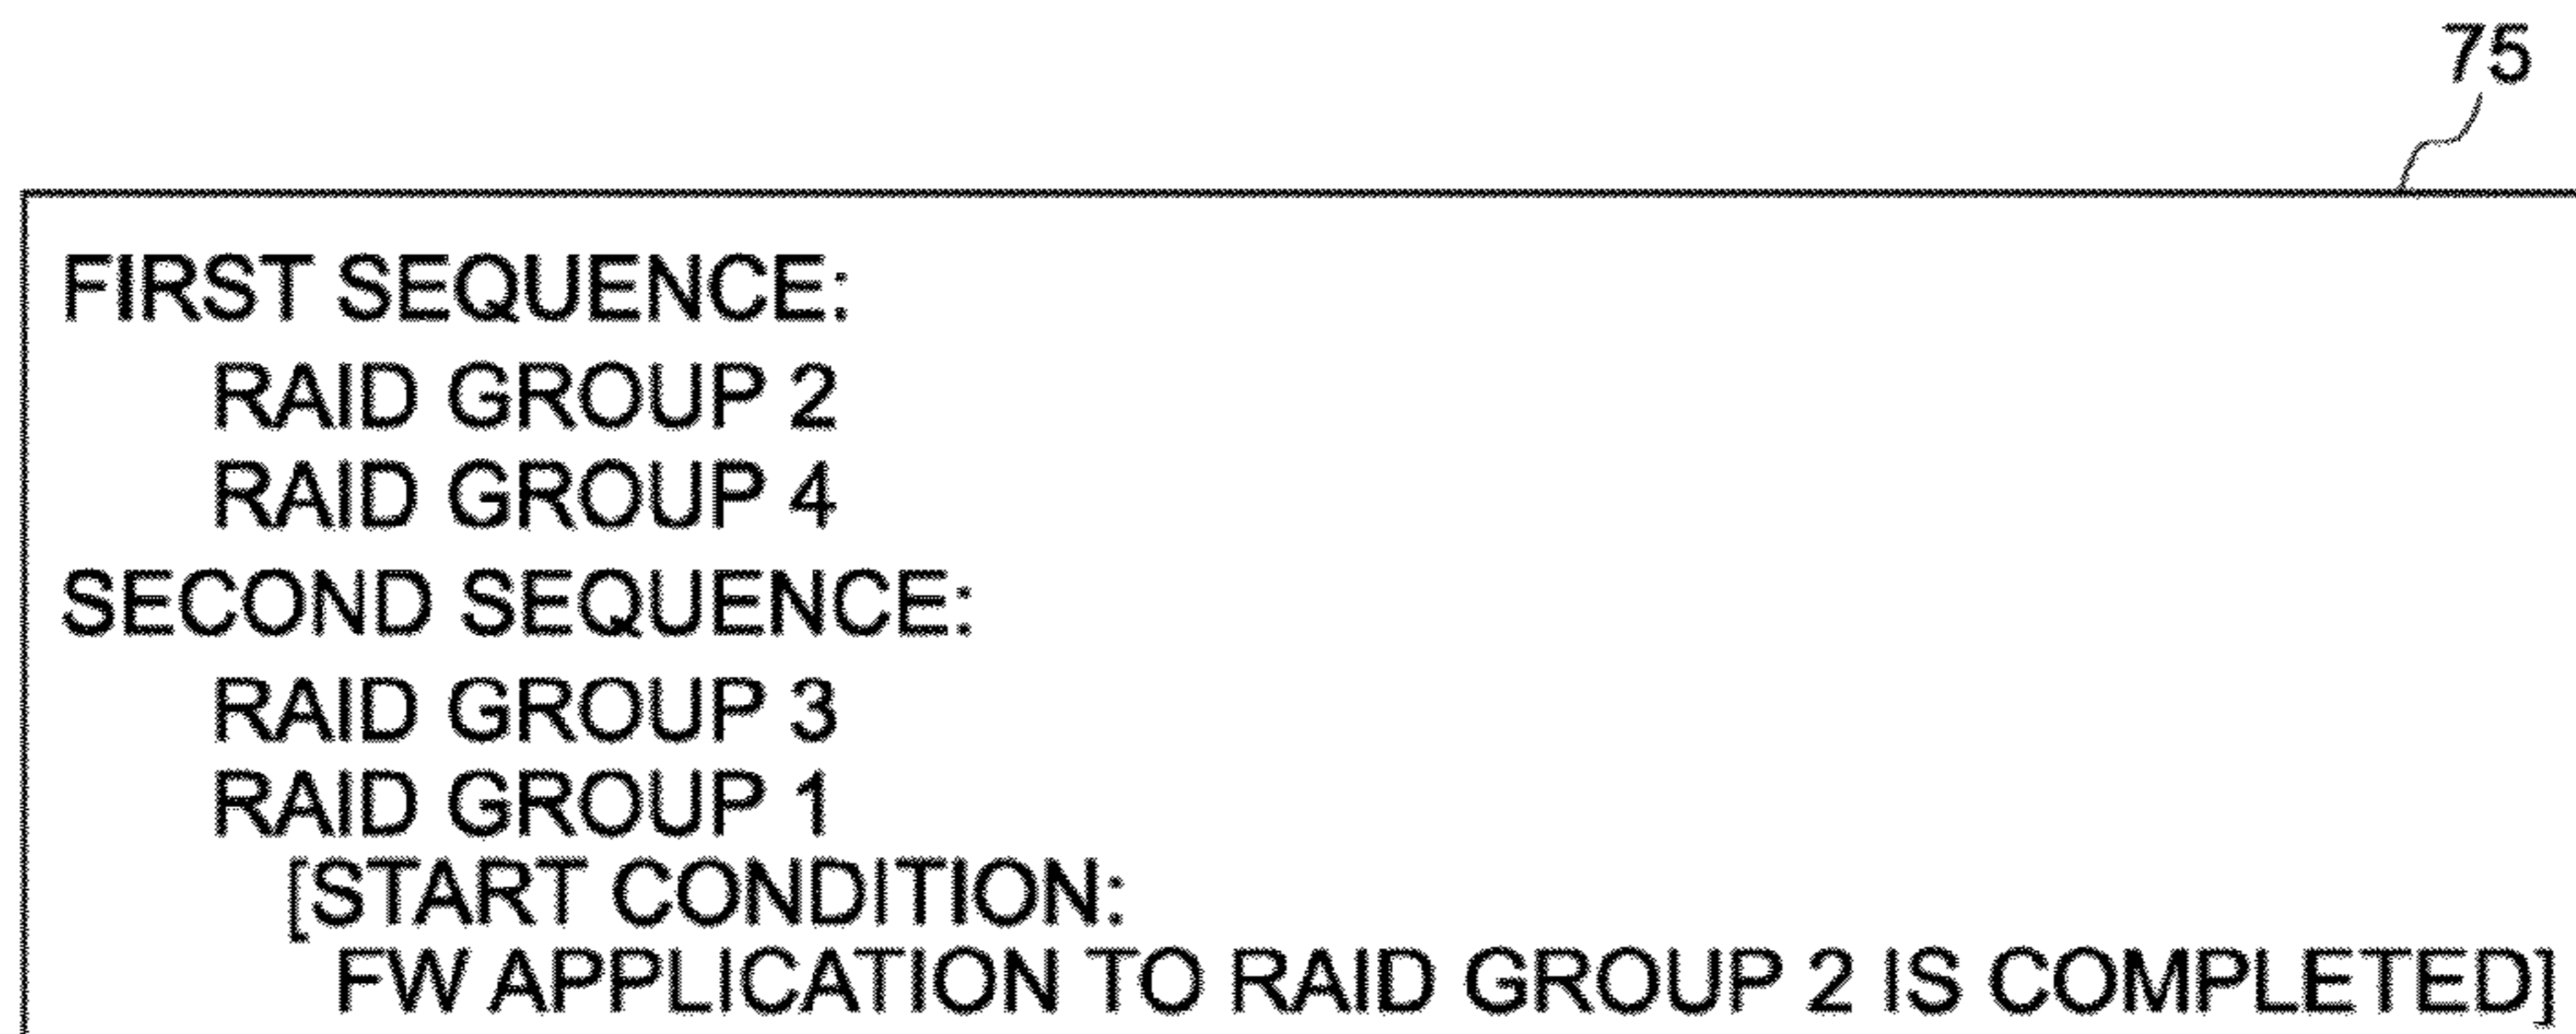 75
FIRST SEQUENCE:
RAID GROUP 2
RAID GROUP 4
SECOND SEQUENCE:
RAID GROUP 3
RAID GROUP 1
[START CONDITION:
FW APPLICATION TO RAID GROUP 2 IS COMPLETED]